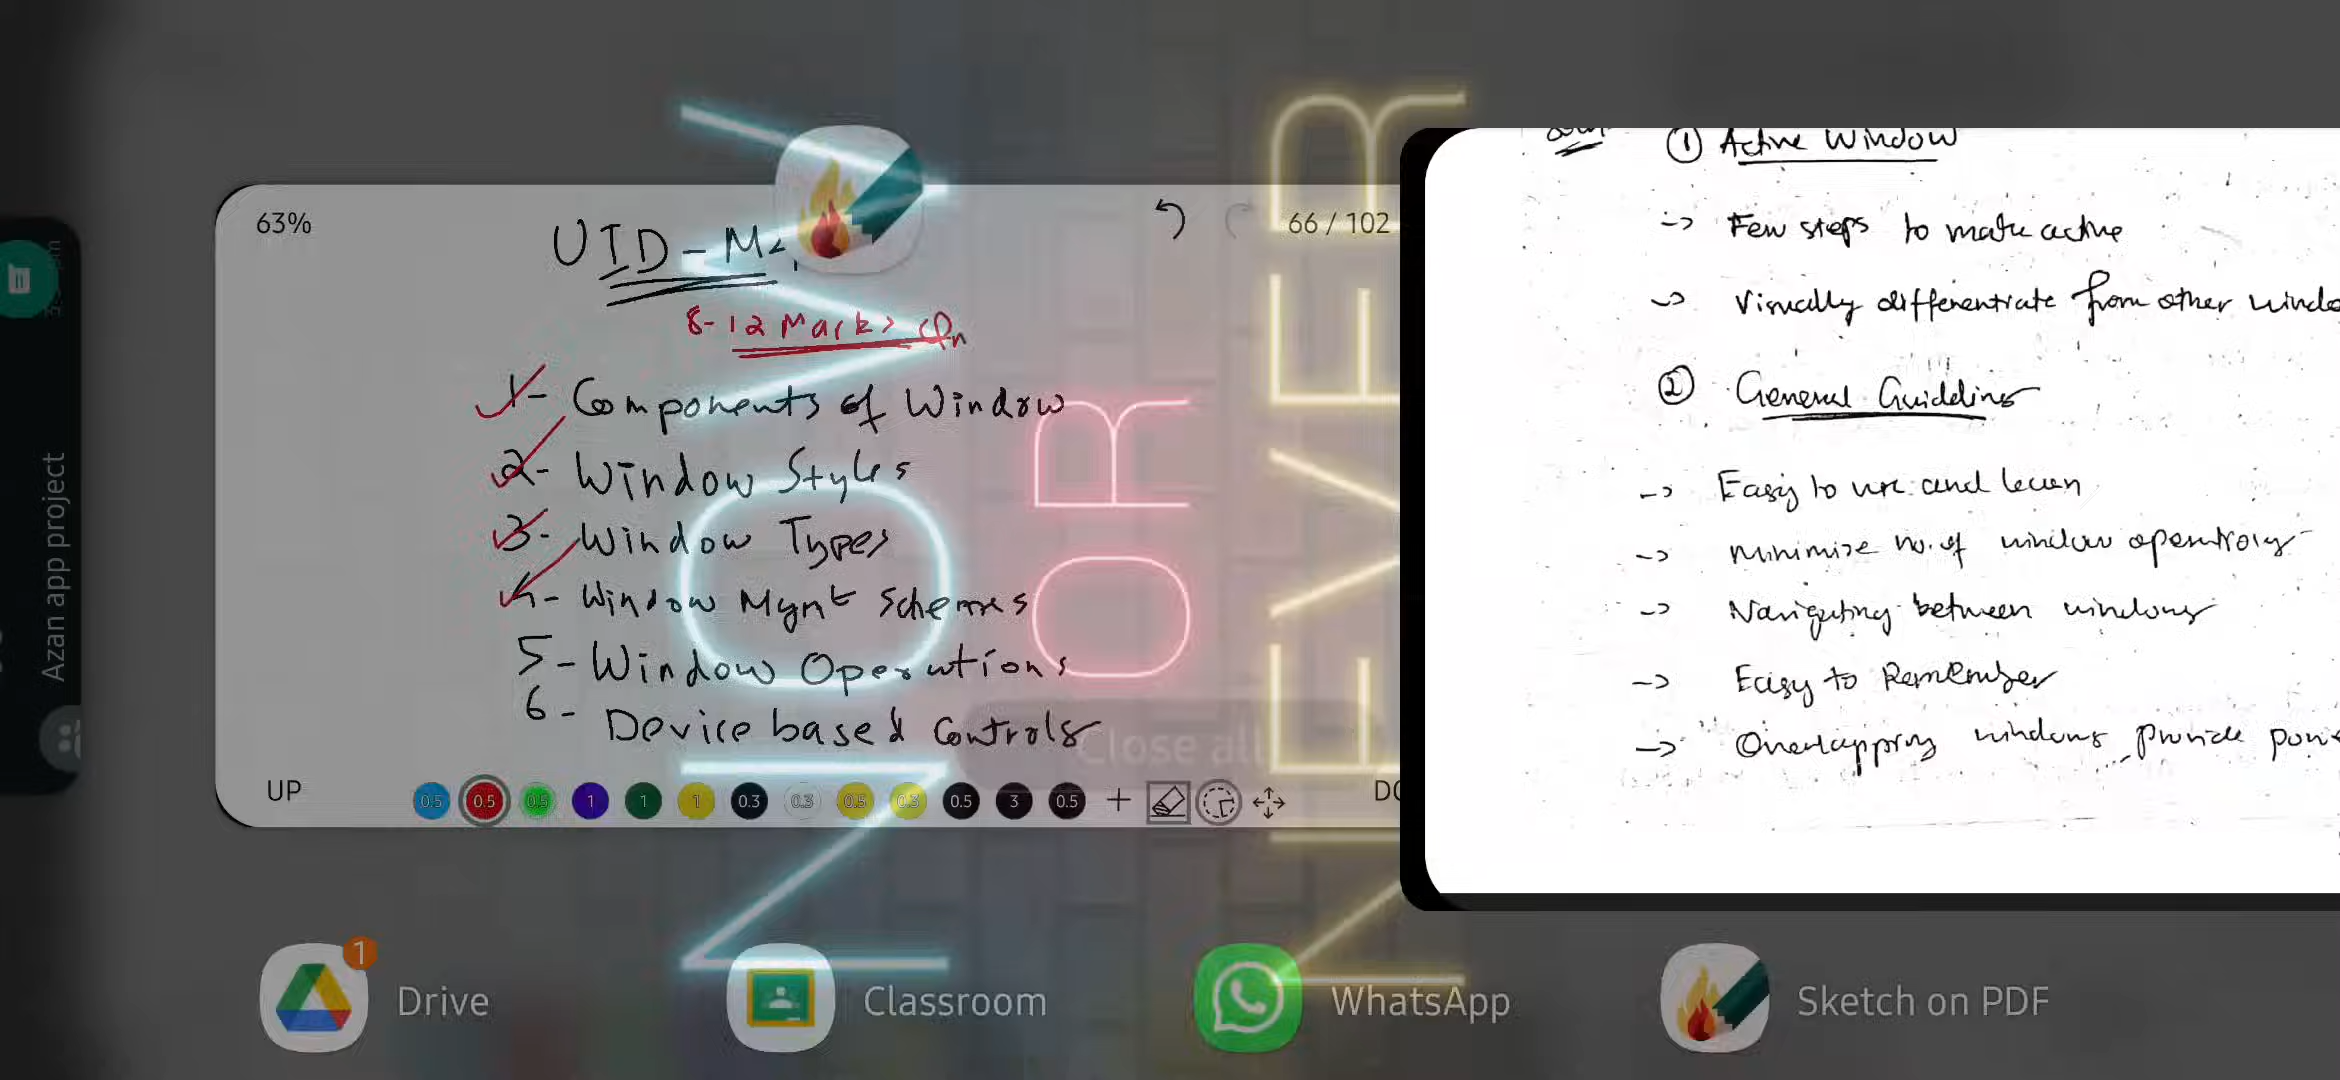 63%
66 / 102
UID - M4
8-12 Marks Qn
1- Components of Window
2- Window Styles
3- Window Types
4- Window Mgnt Schemes
5- Window Operations
6- Device based Controls
UP
0.5 0.5 0.5 1 1 1 0.3 0.3 0.5 0.3 0.5 3 0.5 +
Close all
① Active Window
-> Few steps to make active
-> Visually differentiate from other windo
② General Guidelines
-> Easy to use and learn
-> Minimize no. of window operations
-> Navigating between windows
-> Easy to Remember
-> Overlapping windows provide
NOW
OR
NEVER
Azan app project
1
Drive
Classroom
WhatsApp
Sketch on PDF